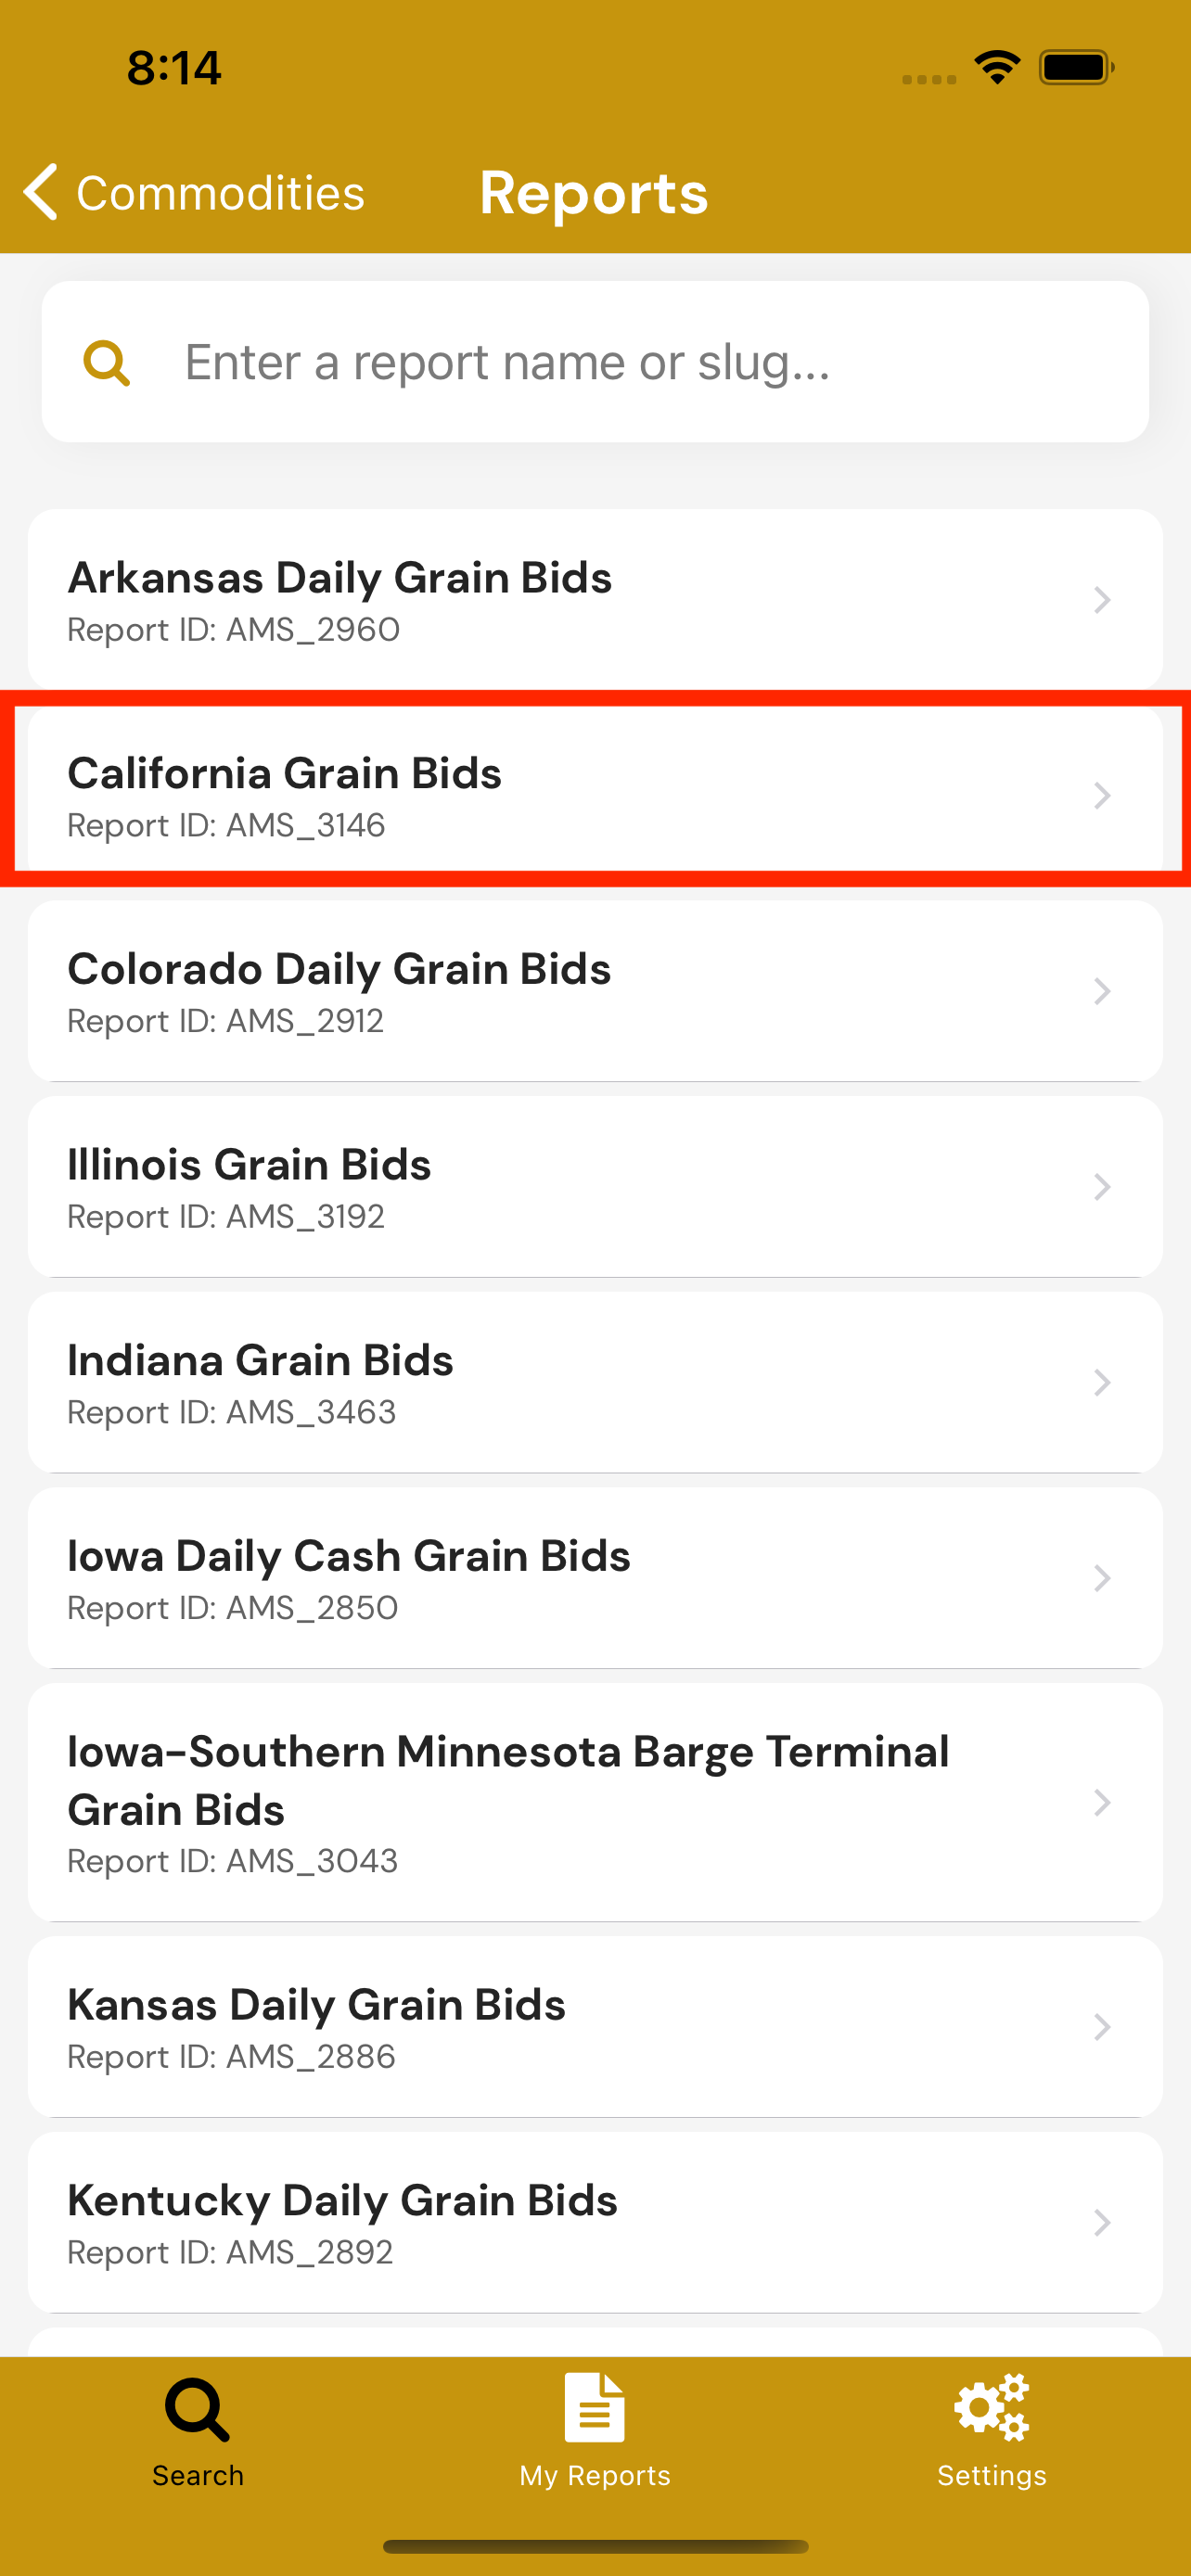 8:14
Commodities
Reports
Enter a report name or slug...
Arkansas Daily Grain Bids
Report ID: AMS_2960
California Grain Bids
Report ID: AMS_3146
Colorado Daily Grain Bids
Report ID: AMS_2912
Illinois Grain Bids
Report ID: AMS_3192
Indiana Grain Bids
Report ID: AMS_3463
Iowa Daily Cash Grain Bids
Report ID: AMS_2850
Iowa-Southern Minnesota Barge Terminal
Grain Bids
Report ID: AMS_3043
Kansas Daily Grain Bids
Report ID: AMS_2886
Kentucky Daily Grain Bids
Report ID: AMS_2892
Search
My Reports
Settings